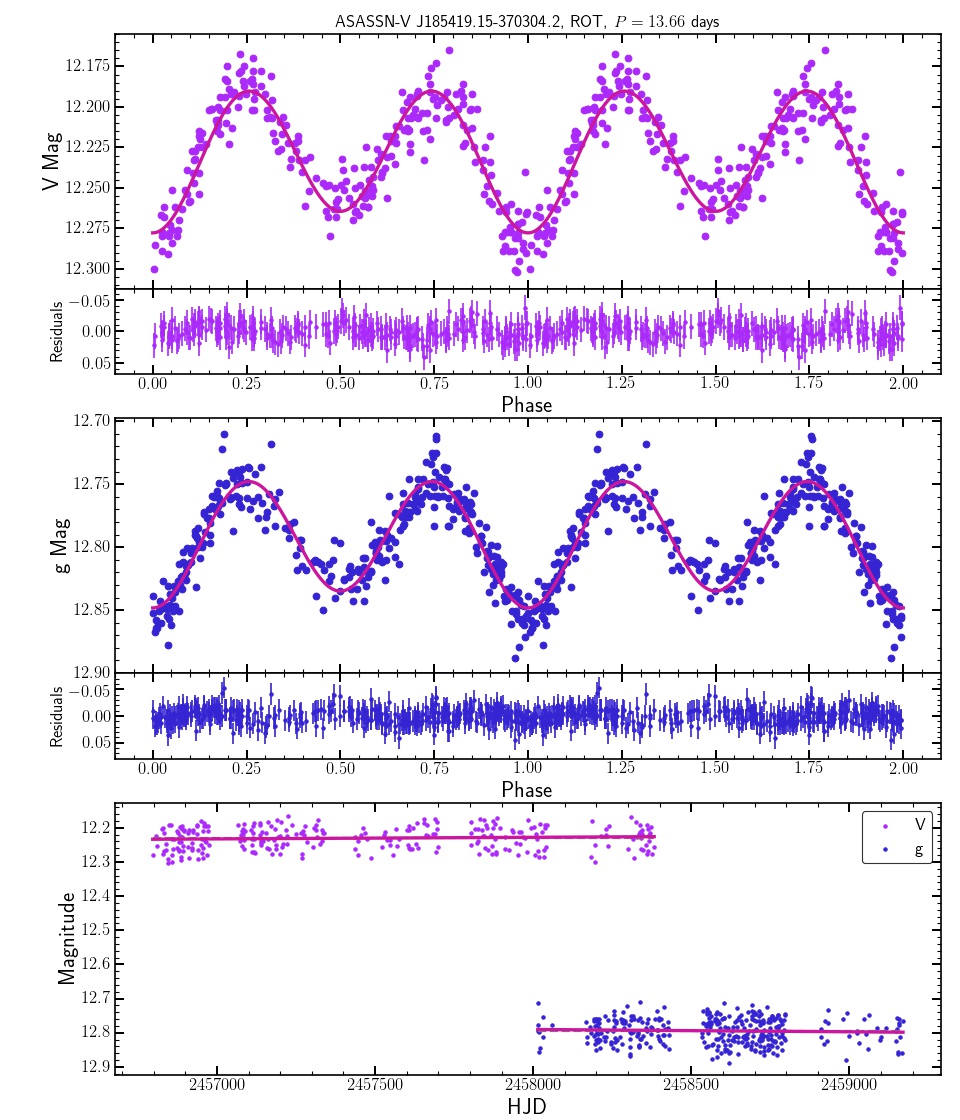 ASASSN-V J185419.15-370304.2, ROT, P = 13.66 days
V Mag
12.175
12.200
12.225
12.250
12.275
12.300
Residuals
−0.05
0.00
0.05
0.00 0.25 0.50 0.75 1.00 1.25 1.50 1.75 2.00
Phase
g Mag
12.70
12.75
12.80
12.85
12.90
Residuals
−0.05
0.00
0.05
0.00 0.25 0.50 0.75 1.00 1.25 1.50 1.75 2.00
Phase
Magnitude
12.2
12.3
12.4
12.5
12.6
12.7
12.8
12.9
V
g
2457000 2457500 2458000 2458500 2459000
HJD